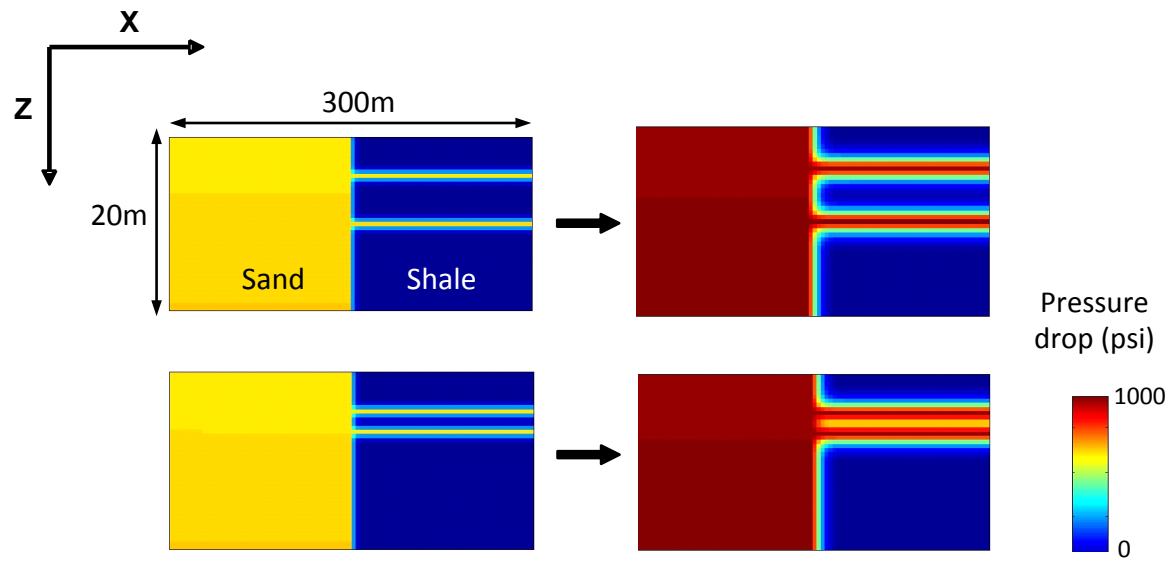 X
Z
300m
20m
Sand
Shale
Pressure
drop (psi)
1000
0